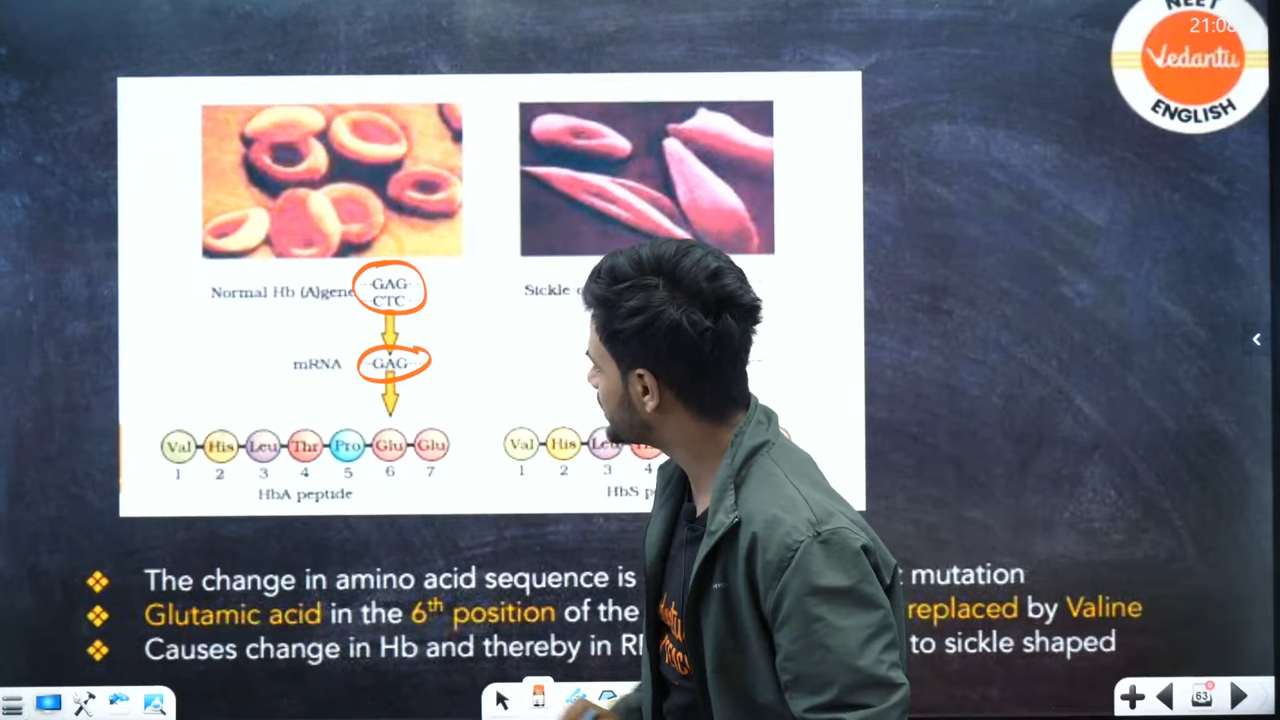 NEET
21:08
Vedantu
ENGLISH
Normal Hb (A)gene
GAG
CTC
Sickle
mRNA
GAG
Val His Leu Thr Pro Glu Glu
1 2 3 4 5 6 7
HbA peptide
Val His Leu
1 2 3 4
HbS
The change in amino acid sequence is mutation
Glutamic acid in the 6th position of the replaced by Valine
Causes change in Hb and thereby in to sickle shaped
63